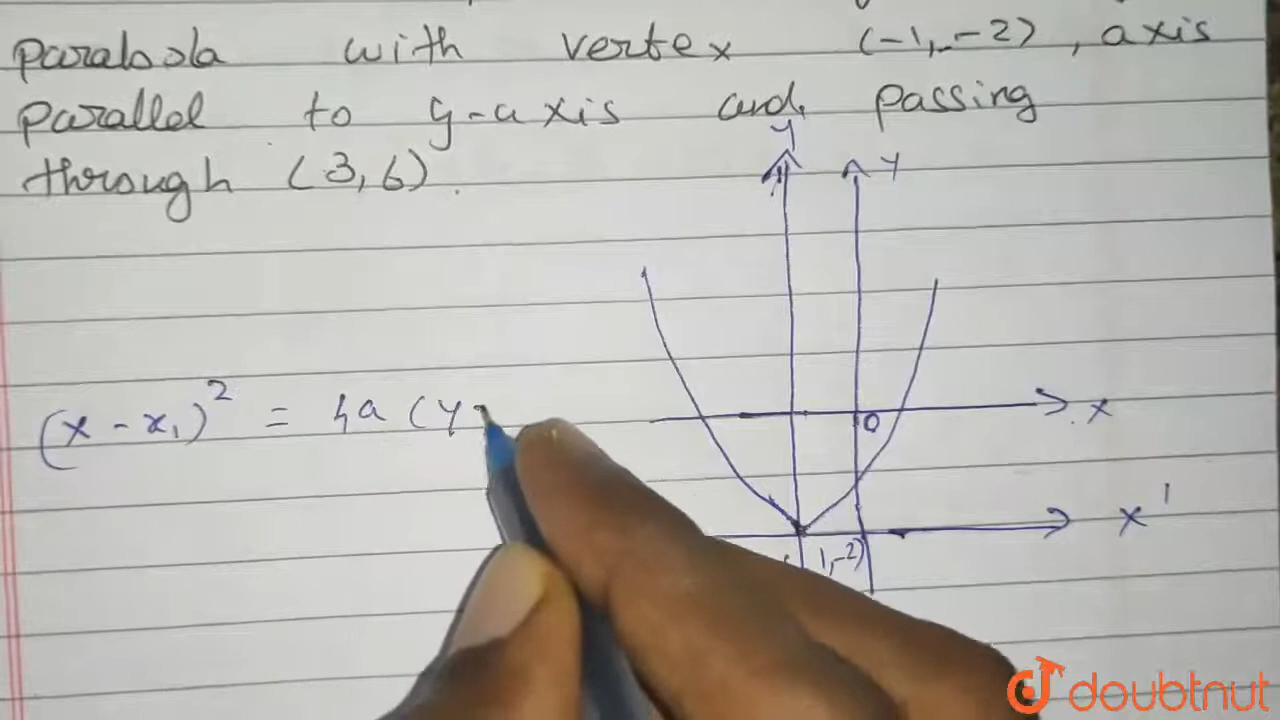 parabola with vertex (-1,-2), axis
parallel to y-axis and passing
through (3,6).
y
y
(x - x₁)² = 4a (y
0
x
x'
1,-2)
doubtnut